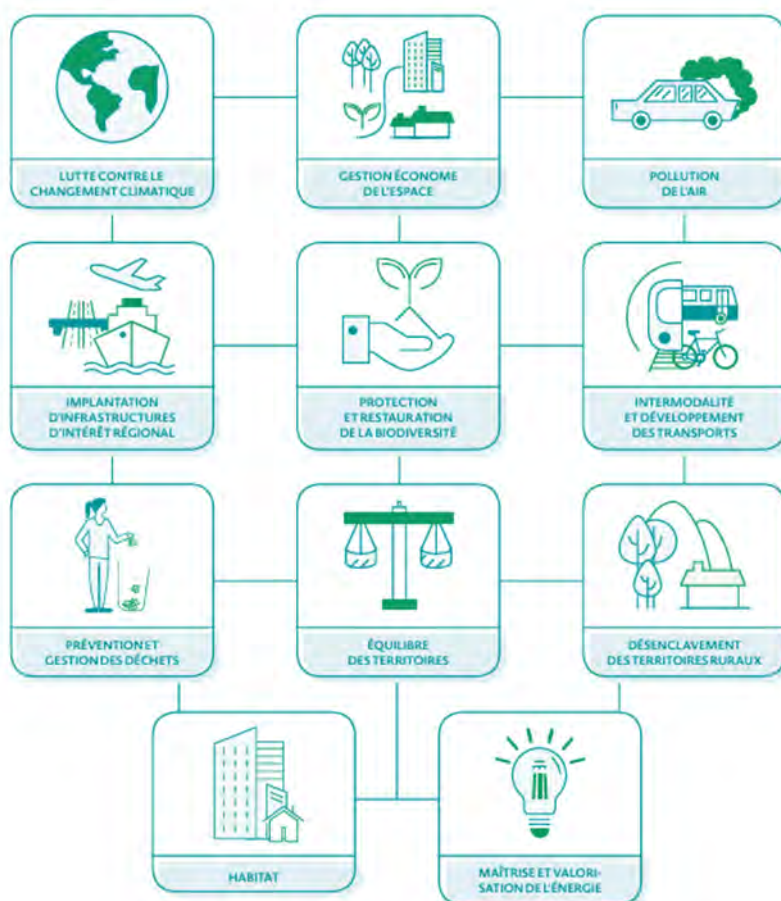 LUTTE CONTRE LE
CHANGEMENT CLIMATIQUE
GESTION ÉCONOME
DE L'ESPACE
POLLUTION
DE L'AIR
IMPLANTATION
D'INFRASTRUCTURES
D'INTÉRÊT RÉGIONAL
PROTECTION
ET RESTAURATION
DE LA BIODIVERSITÉ
INTERMODALITÉ
ET DÉVELOPPEMENT
DES TRANSPORTS
PRÉVENTION ET
GESTION DES DÉCHETS
ÉQUILIBRE
DES TERRITOIRES
DÉSENCLAVEMENT
DES TERRITOIRES RURAUX
HABITAT
MAÎTRISE ET VALORI-
SATION DE L'ÉNERGIE